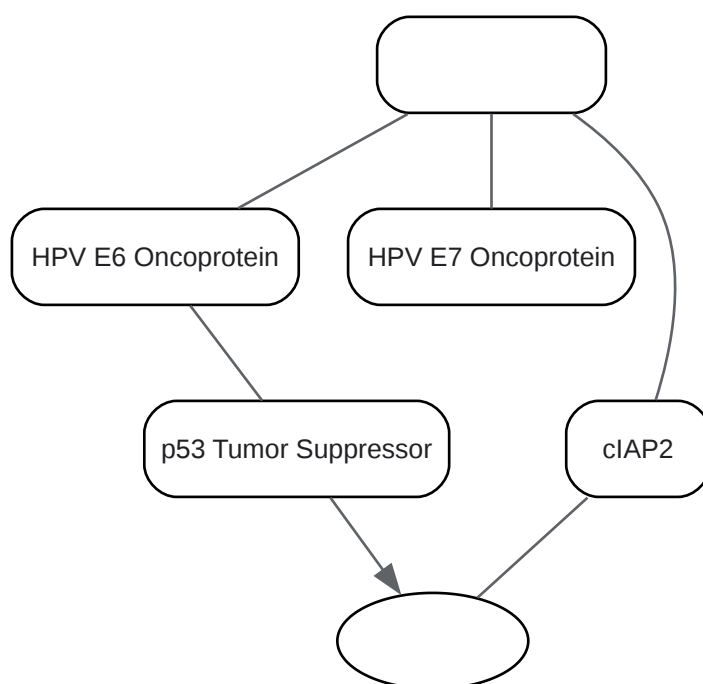 HPV E6 Oncoprotein
HPV E7 Oncoprotein
p53 Tumor Suppressor
cIAP2